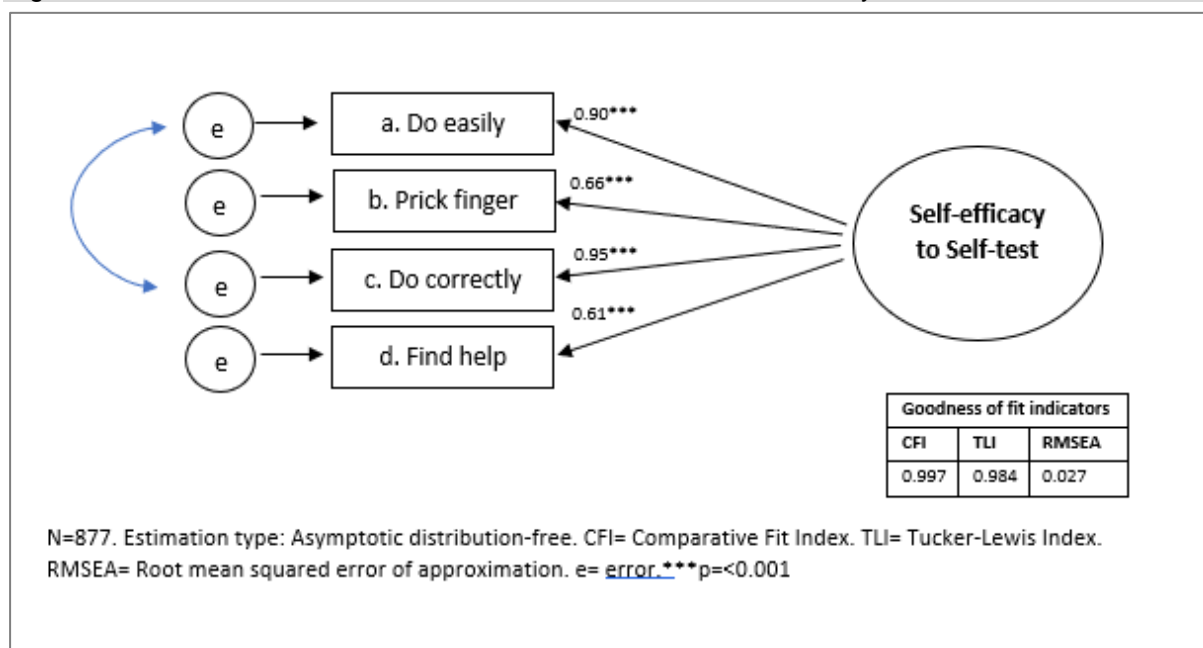 e
a. Do easily
0.90***
e
b. Prick finger
0.66***
e
c. Do correctly
0.95***
e
d. Find help
0.61***
Self-efficacy
to Self-test
Goodness of fit indicators
CFI TLI RMSEA
0.997 0.984 0.027
N=877. Estimation type: Asymptotic distribution-free. CFI= Comparative Fit Index. TLI= Tucker-Lewis Index.
RMSEA= Root mean squared error of approximation. e= error.***p=<0.001